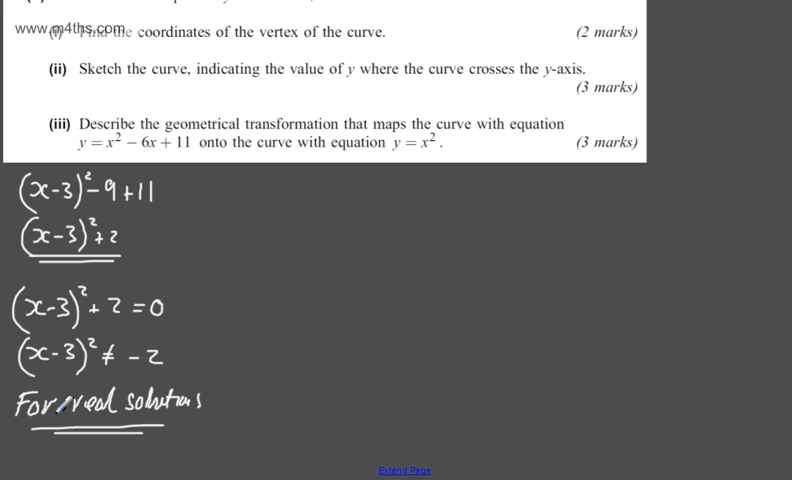 www.m4ths.com the coordinates of the vertex of the curve. (2 marks)
(ii) Sketch the curve, indicating the value of y where the curve crosses the y-axis.
(3 marks)
(iii) Describe the geometrical transformation that maps the curve with equation
y = x² − 6x + 11 onto the curve with equation y = x². (3 marks)
(x-3)² - 9 + 11
(x-3)² + 2
(x-3)² + 2 = 0
(x-3)² ≠ -2
For real solutions
Extend Page